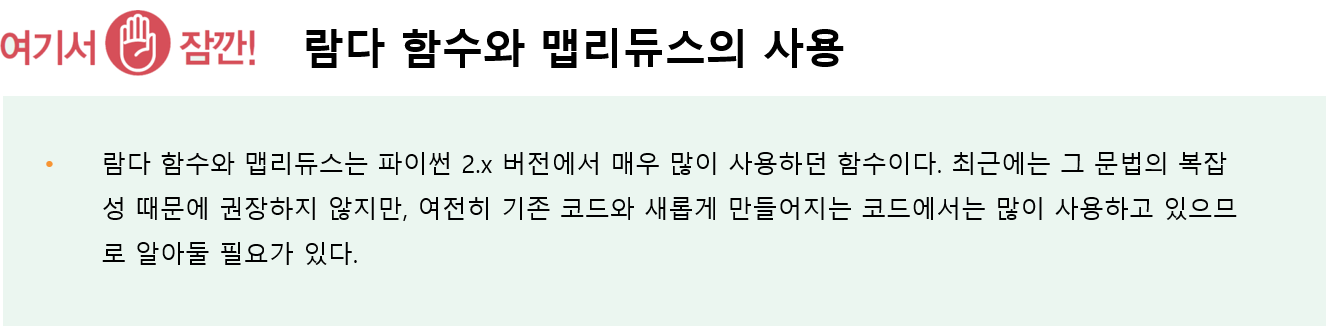 여기서 잠깐! 람다 함수와 맵리듀스의 사용
• 람다 함수와 맵리듀스는 파이썬 2.x 버전에서 매우 많이 사용하던 함수이다. 최근에는 그 문법의 복잡
성 때문에 권장하지 않지만, 여전히 기존 코드와 새롭게 만들어지는 코드에서는 많이 사용하고 있으므
로 알아둘 필요가 있다.